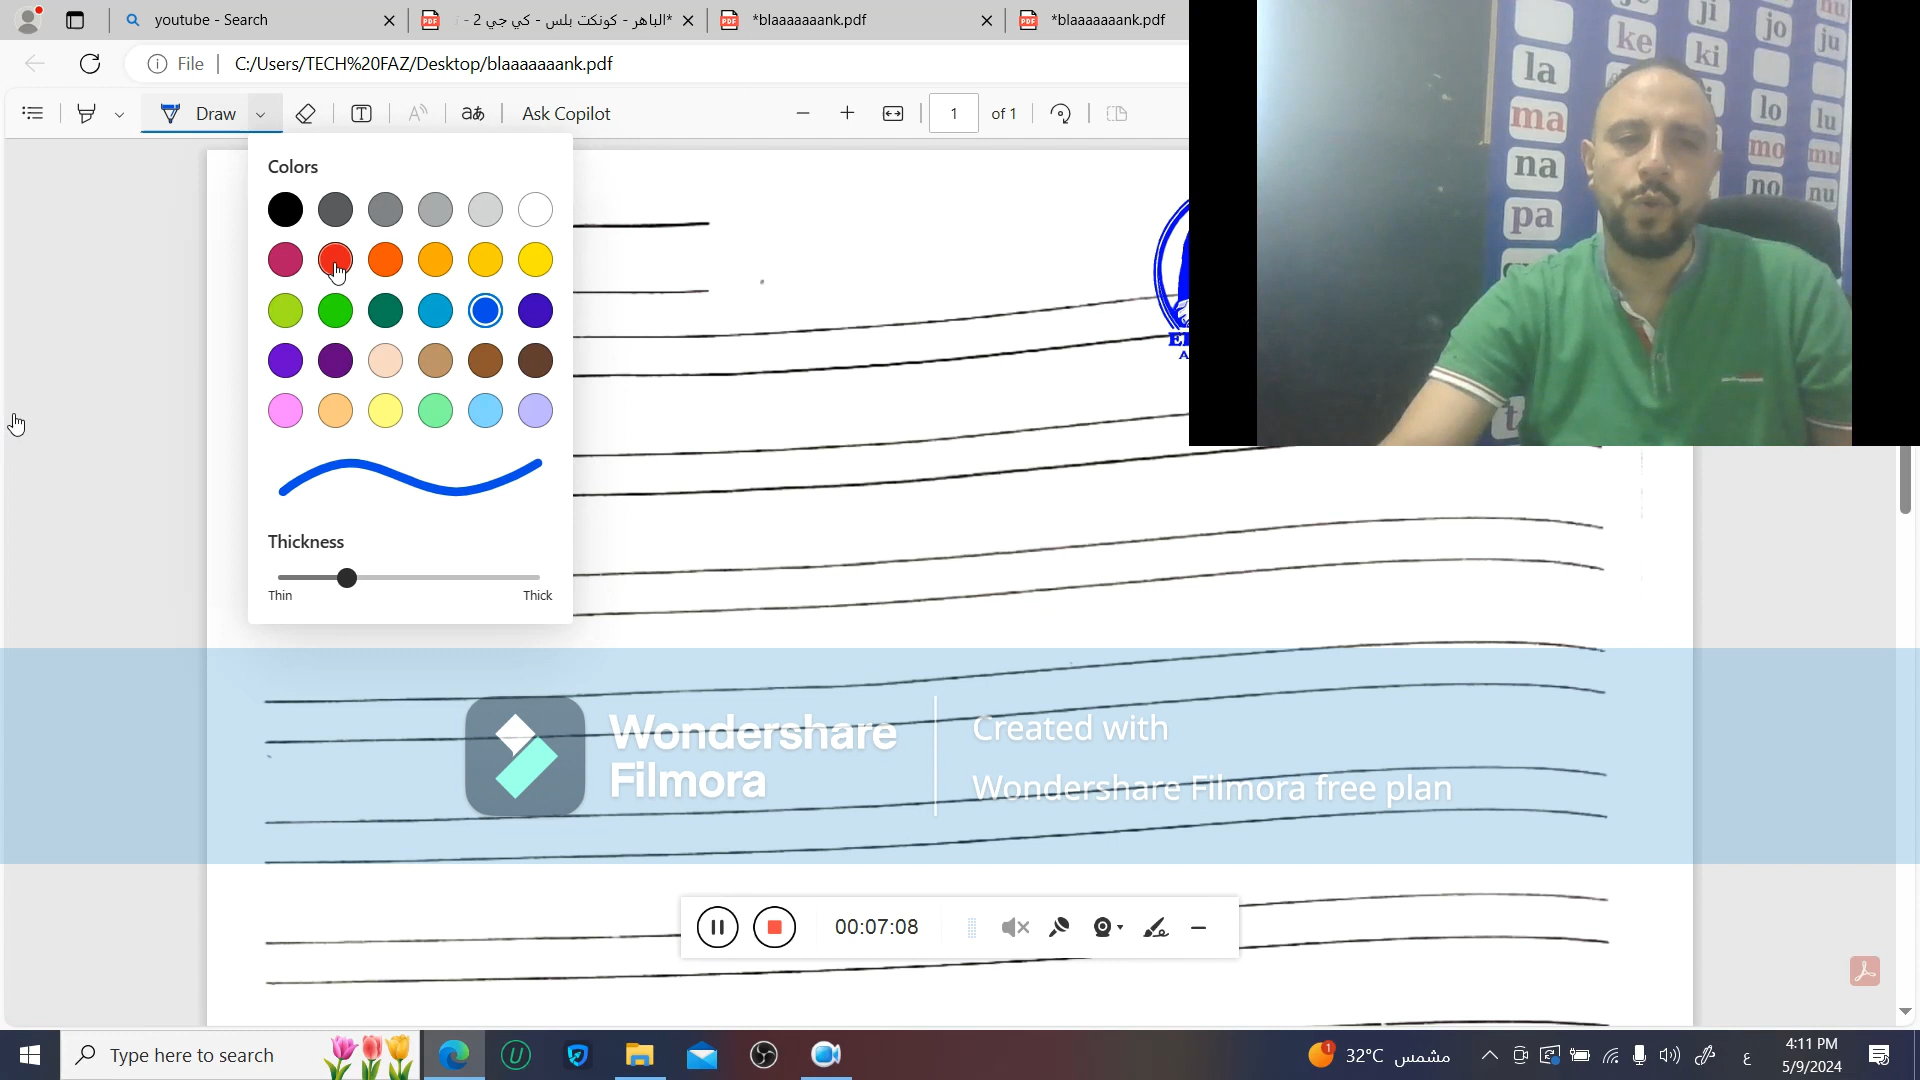 youtube - Search
*الباهر - كونكت بلس - كي جي 2 -
*blaaaaaaank.pdf
*blaaaaaaank.pdf
File
C:/Users/TECH%20FAZ/Desktop/blaaaaaaank.pdf
Draw
Ask Copilot
1
of 1
Colors
Thickness
Thin
Thick
la
ma
na
pa
ke
ki
ji
jo
ju
lo
lu
mo
mu
no
nu
Wondershare
Filmora
Created with
Wondershare Filmora free plan
00:07:08
Type here to search
32°C مشمس
ع
4:11 PM
5/9/2024